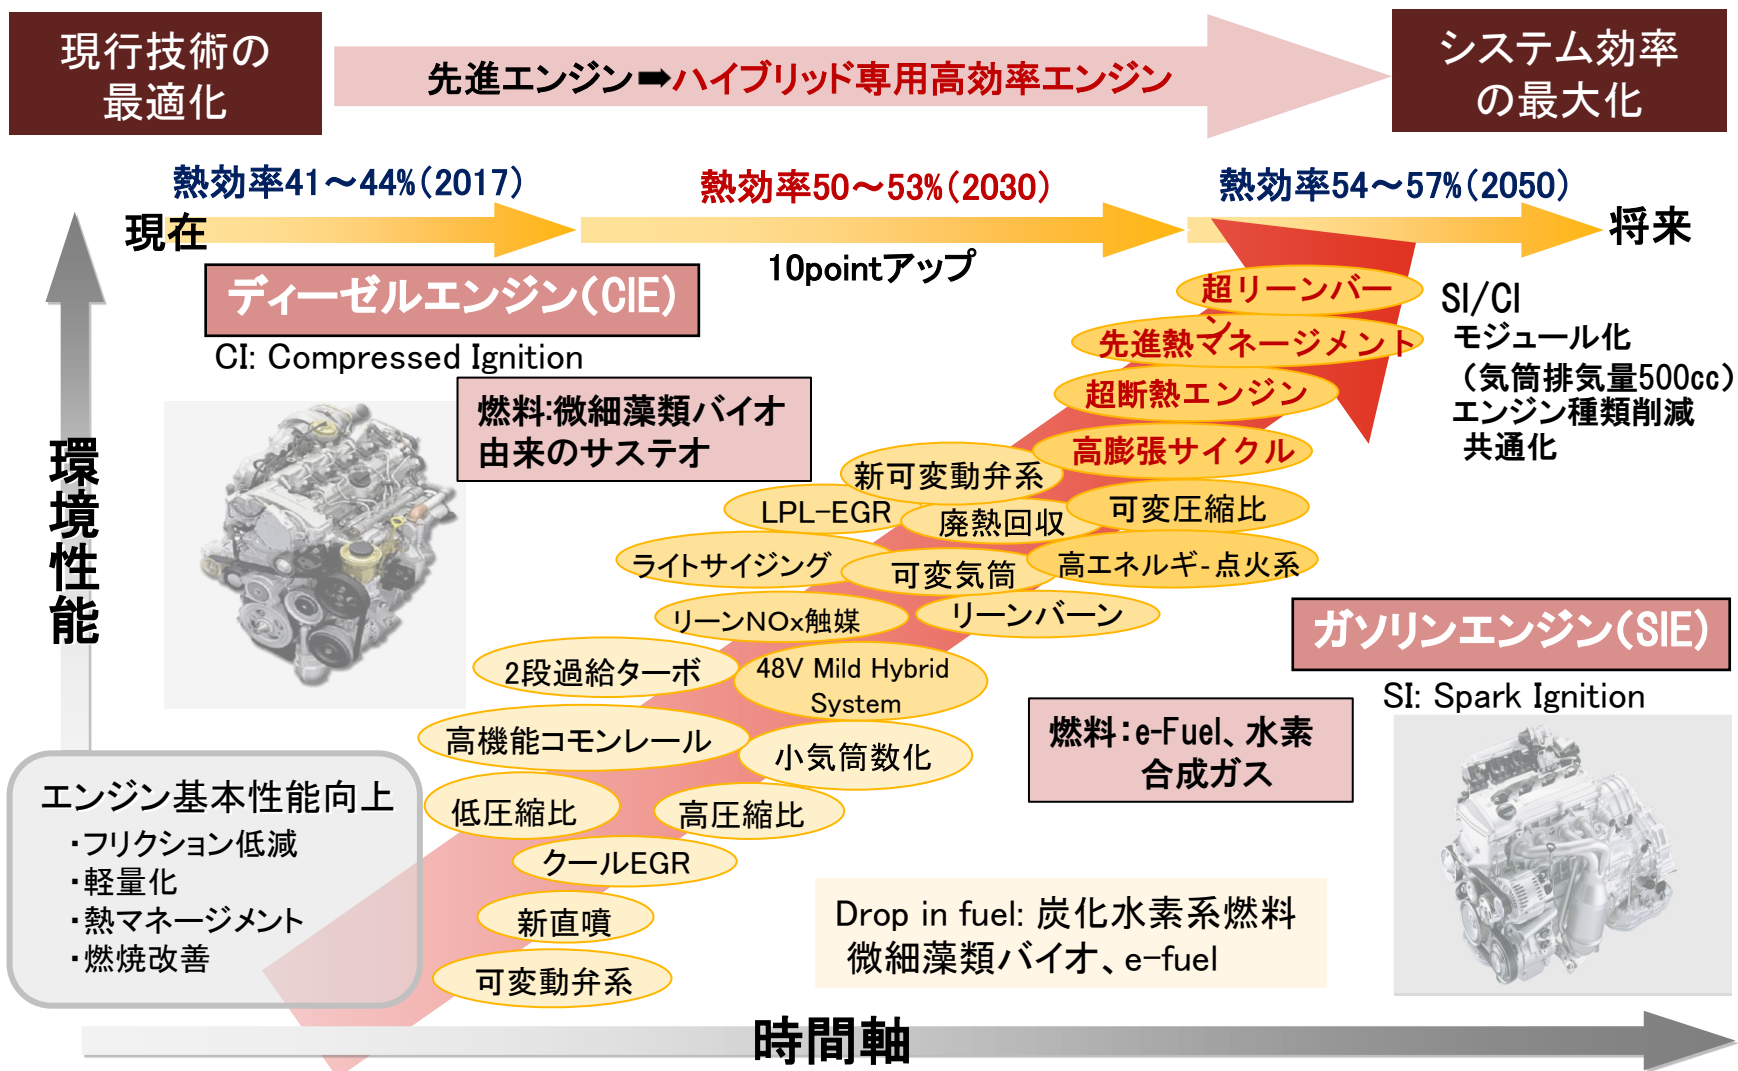 現行技術の
最適化
先進エンジン➡ハイブリッド専用高効率エンジン
システム効率
の最大化
熱効率41～44%(2017)
熱効率50～53%(2030)
熱効率54～57%(2050)
現在
将来
10pointアップ
ディーゼルエンジン(CIE)
CI: Compressed Ignition
燃料:微細藻類バイオ
由来のサステオ
環境性能
超リーンバー
ン
先進熱マネージメント
超断熱エンジン
高膨張サイクル
SI/CI
モジュール化
(気筒排気量500cc)
エンジン種類削減
共通化
新可変動弁系
LPL-EGR
廃熱回収
可変圧縮比
ライトサイジング
可変気筒
高エネルギ-点火系
リーンNOx触媒
リーンバーン
2段過給ターボ
48V Mild Hybrid
System
高機能コモンレール
小気筒数化
低圧縮比
高圧縮比
クールEGR
新直噴
可変動弁系
ガソリンエンジン(SIE)
SI: Spark Ignition
燃料：e-Fuel、水素
合成ガス
エンジン基本性能向上
・フリクション低減
・軽量化
・熱マネージメント
・燃焼改善
Drop in fuel: 炭化水素系燃料
微細藻類バイオ、e-fuel
時間軸